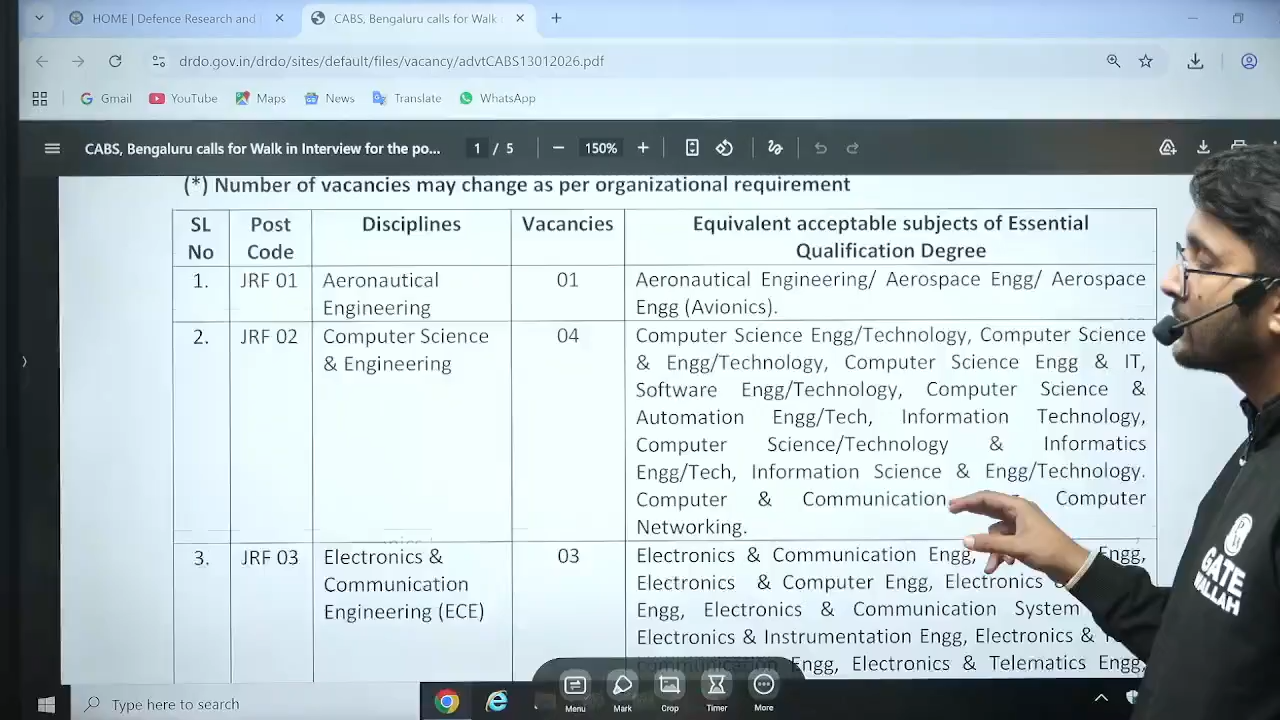 HOME | Defence Research and
CABS, Bengaluru calls for Walk
drdo.gov.in/drdo/sites/default/files/vacancy/advtCABS13012026.pdf
Gmail
YouTube
Maps
News
Translate
WhatsApp
CABS, Bengaluru calls for Walk in Interview for the po...
1 / 5
150%
(*) Number of vacancies may change as per organizational requirement
SL No
Post Code
Disciplines
Vacancies
Equivalent acceptable subjects of Essential
Qualification Degree
1.
JRF 01
Aeronautical
Engineering
01
Aeronautical Engineering/ Aerospace Engg/ Aerospace
Engg (Avionics).
2.
JRF 02
Computer Science
& Engineering
04
Computer Science Engg/Technology, Computer Science
& Engg/Technology, Computer Science Engg & IT,
Software Engg/Technology, Computer Science &
Automation Engg/Tech, Information Technology,
Computer Science/Technology & Informatics
Engg/Tech, Information Science & Engg/Technology.
Computer & Communication Computer
Networking.
3.
JRF 03
Electronics &
Communication
Engineering (ECE)
03
Electronics & Communication Engg, Engg,
Electronics & Computer Engg, Electronics
Engg, Electronics & Communication System
Electronics & Instrumentation Engg, Electronics &
Communication Engg, Electronics & Telematics Engg,
Menu
Mark
Crop
Timer
More
Type here to search
GATE
WALLAH